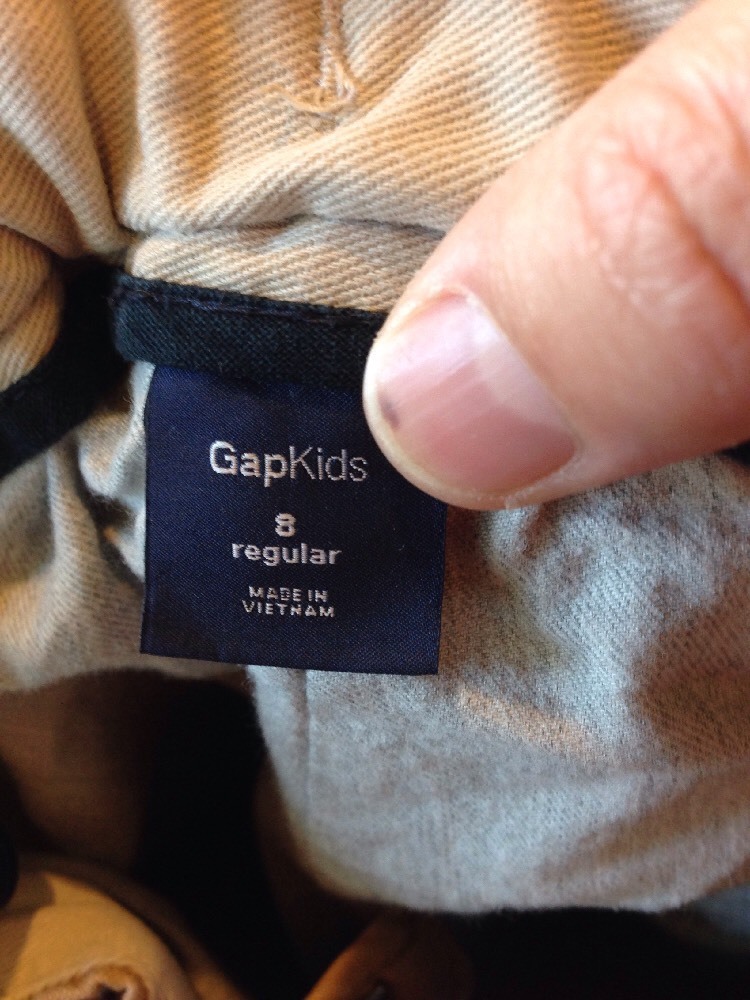 GapKids
8
regular
MADE IN
VIETNAM